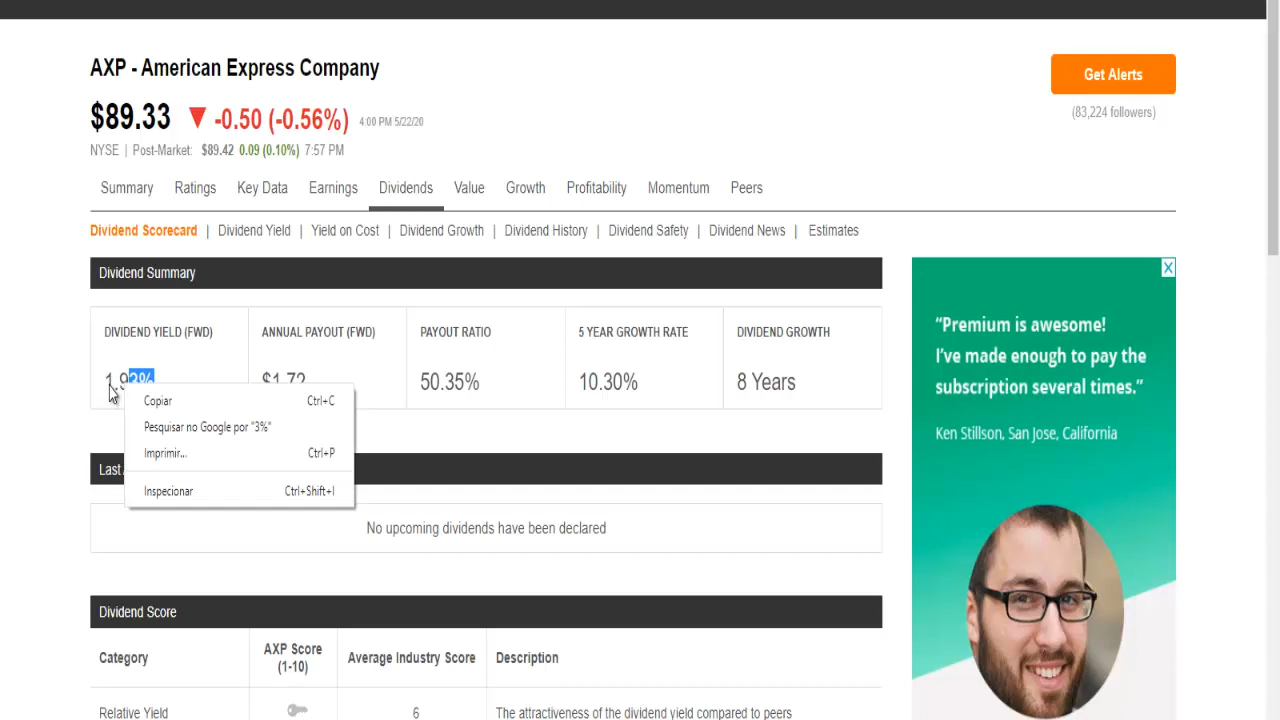 AXP - American Express Company
Get Alerts
$89.33 ▼ -0.50 (-0.56%) 4:00 PM 5/22/20
(83,224 followers)
NYSE | Post-Market: $89.42 0.09 (0.10%) 7:57 PM
Summary Ratings Key Data Earnings Dividends Value Growth Profitability Momentum Peers
Dividend Scorecard | Dividend Yield | Yield on Cost | Dividend Growth | Dividend History | Dividend Safety | Dividend News | Estimates
Dividend Summary
DIVIDEND YIELD (FWD) ANNUAL PAYOUT (FWD) PAYOUT RATIO 5 YEAR GROWTH RATE DIVIDEND GROWTH
1.93% $1.72 50.35% 10.30% 8 Years
Copiar Ctrl+C
Pesquisar no Google por "3%"
Imprimir... Ctrl+P
Inspecionar Ctrl+Shift+I
Last
No upcoming dividends have been declared
Dividend Score
Category AXP Score (1-10) Average Industry Score Description
Relative Yield 6 The attractiveness of the dividend yield compared to peers
X
“Premium is awesome!
I’ve made enough to pay the
subscription several times.”
Ken Stillson, San Jose, California